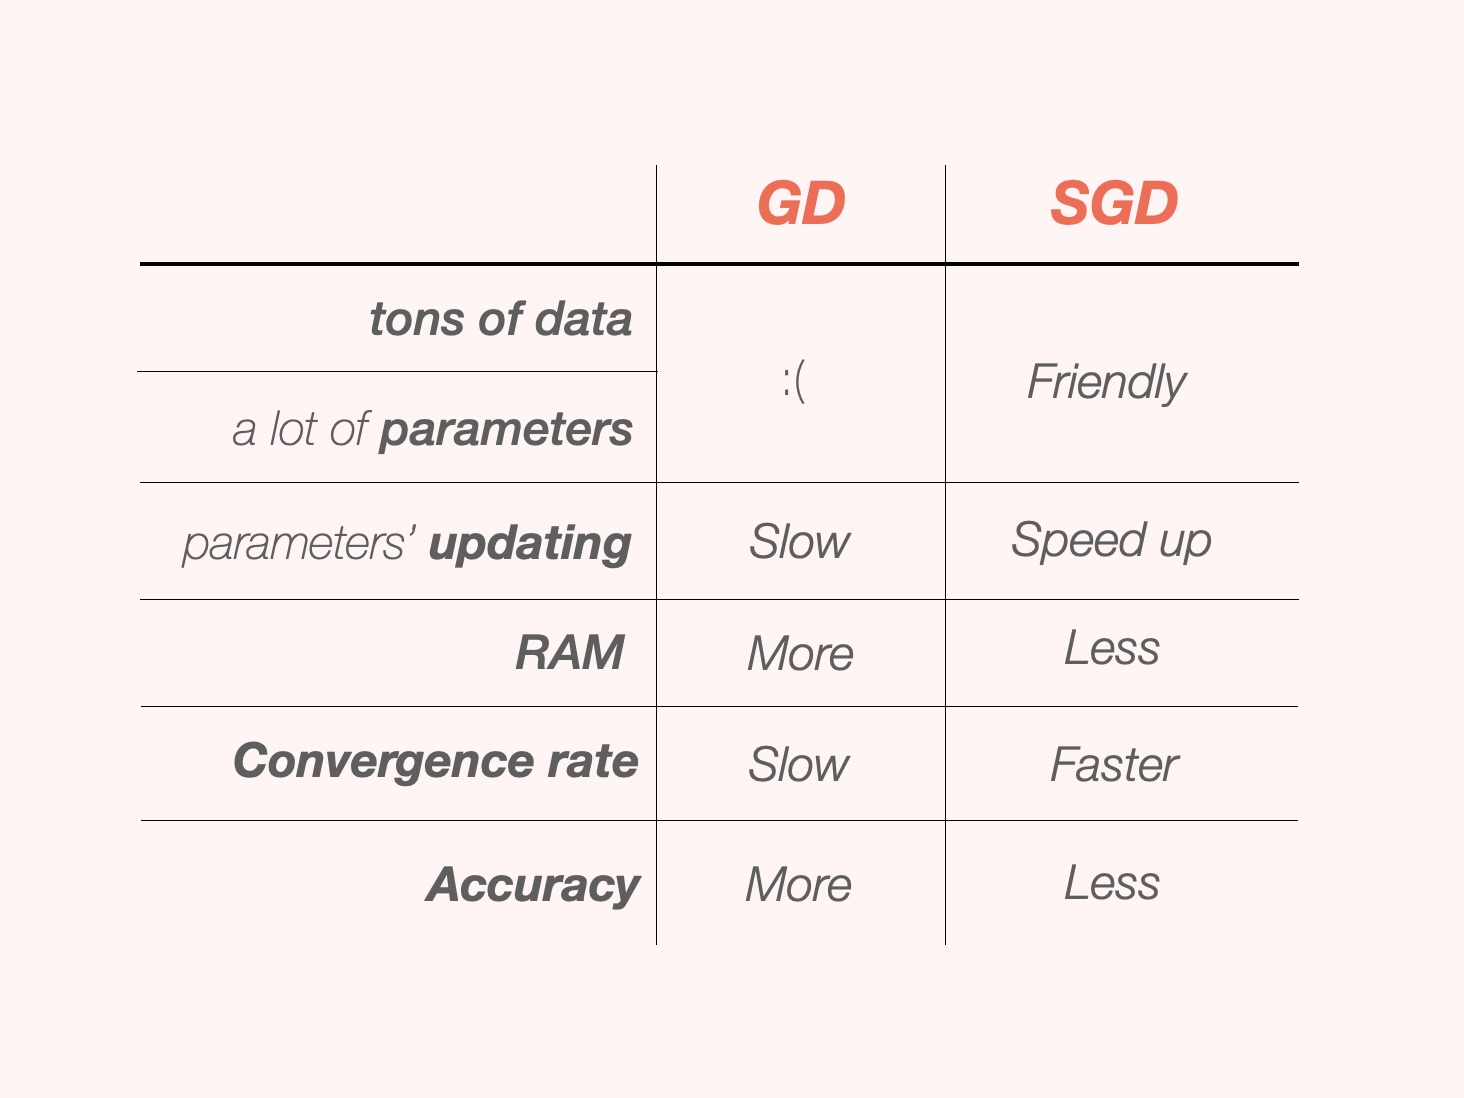 GD SGD
tons of data
:( Friendly
a lot of parameters
parameters’ updating Slow Speed up
RAM More Less
Convergence rate Slow Faster
Accuracy More Less